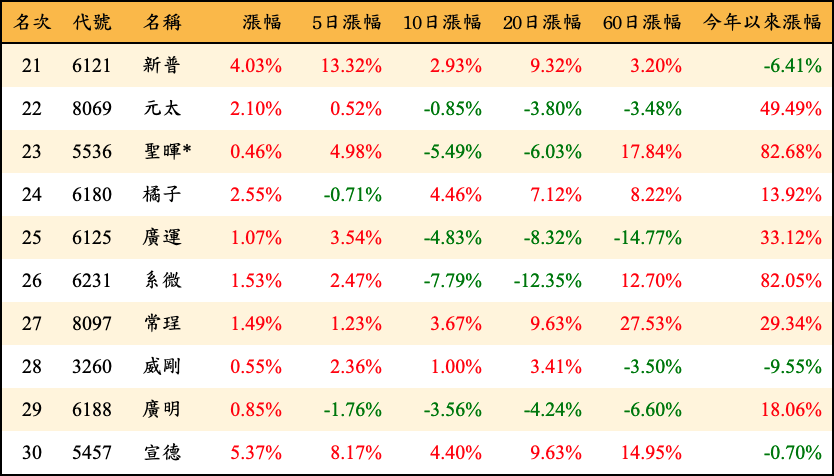 名次 代號 名稱 漲幅 5日漲幅 10日漲幅 20日漲幅 60日漲幅 今年以來漲幅
21 6121 新普 4.03% 13.32% 2.93% 9.32% 3.20% -6.41%
22 8069 元太 2.10% 0.52% -0.85% -3.80% -3.48% 49.49%
23 5536 聖暉* 0.46% 4.98% -5.49% -6.03% 17.84% 82.68%
24 6180 橘子 2.55% -0.71% 4.46% 7.12% 8.22% 13.92%
25 6125 廣運 1.07% 3.54% -4.83% -8.32% -14.77% 33.12%
26 6231 系微 1.53% 2.47% -7.79% -12.35% 12.70% 82.05%
27 8097 常珵 1.49% 1.23% 3.67% 9.63% 27.53% 29.34%
28 3260 威剛 0.55% 2.36% 1.00% 3.41% -3.50% -9.55%
29 6188 廣明 0.85% -1.76% -3.56% -4.24% -6.60% 18.06%
30 5457 宣德 5.37% 8.17% 4.40% 9.63% 14.95% -0.70%